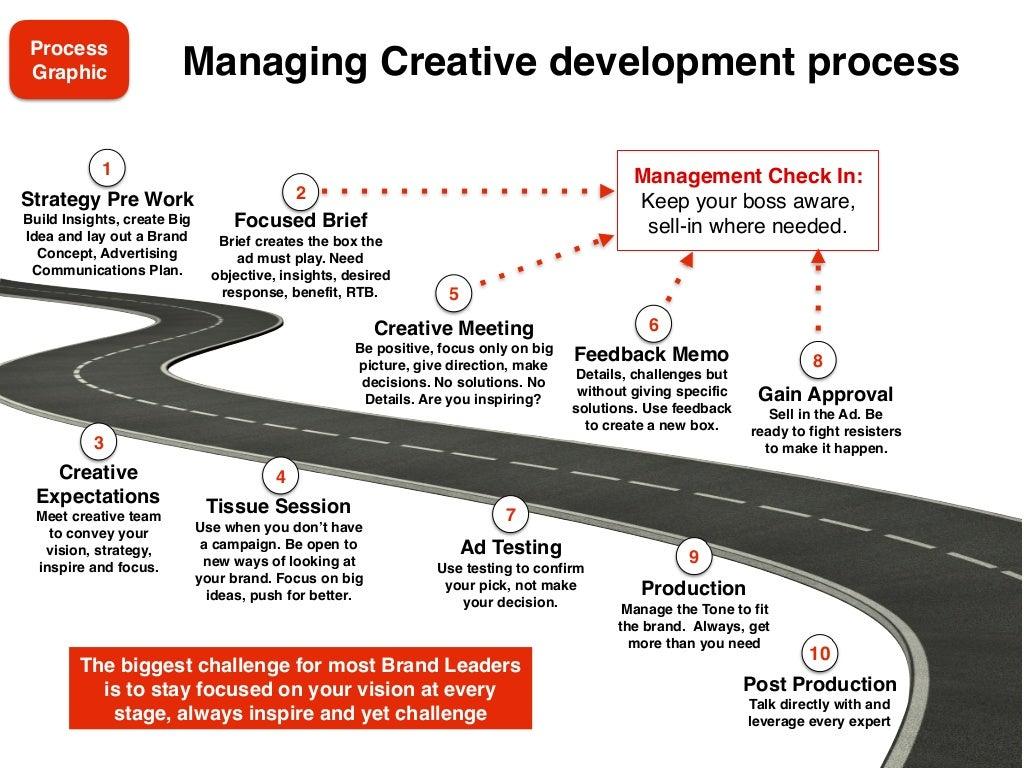 Process
Graphic
Managing Creative development process
1
Strategy Pre Work
Build Insights, create Big
Idea and lay out a Brand
Concept, Advertising
Communications Plan.
2
Focused Brief
Brief creates the box the
ad must play. Need
objective, insights, desired
response, benefit, RTB.
Management Check In:
Keep your boss aware,
sell-in where needed.
5
Creative Meeting
Be positive, focus only on big
picture, give direction, make
decisions. No solutions. No
Details. Are you inspiring?
6
Feedback Memo
Details, challenges but
without giving specific
solutions. Use feedback
to create a new box.
8
Gain Approval
Sell in the Ad. Be
ready to fight resisters
to make it happen.
3
Creative
Expectations
Meet creative team
to convey your
vision, strategy,
inspire and focus.
4
Tissue Session
Use when you don’t have
a campaign. Be open to
new ways of looking at
your brand. Focus on big
ideas, push for better.
7
Ad Testing
Use testing to confirm
your pick, not make
your decision.
9
Production
Manage the Tone to fit
the brand.  Always, get
more than you need
10
Post Production
Talk directly with and
leverage every expert
The biggest challenge for most Brand Leaders
is to stay focused on your vision at every
stage, always inspire and yet challenge